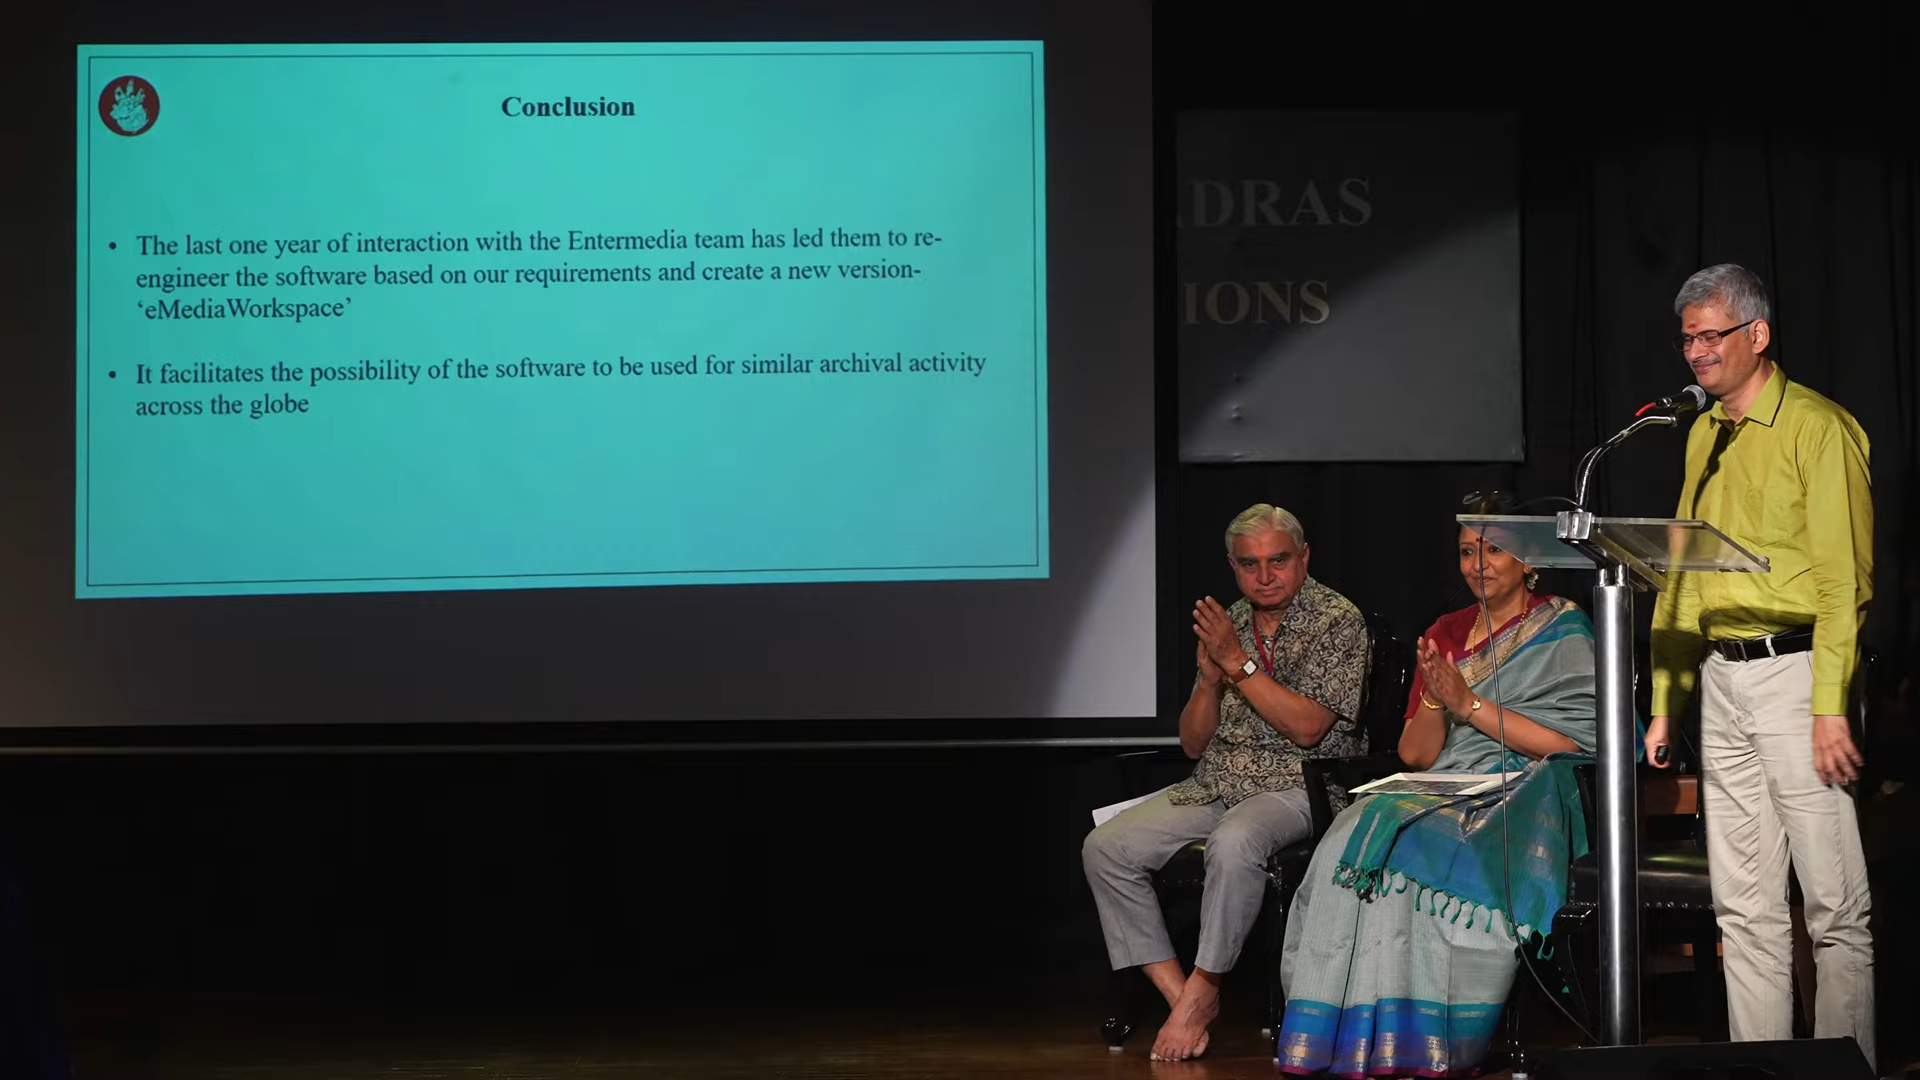 Conclusion
• The last one year of interaction with the Entermedia team has led them to re-
engineer the software based on our requirements and create a new version-
‘eMediaWorkspace’
• It facilitates the possibility of the software to be used for similar archival activity
across the globe
DRAS
IONS